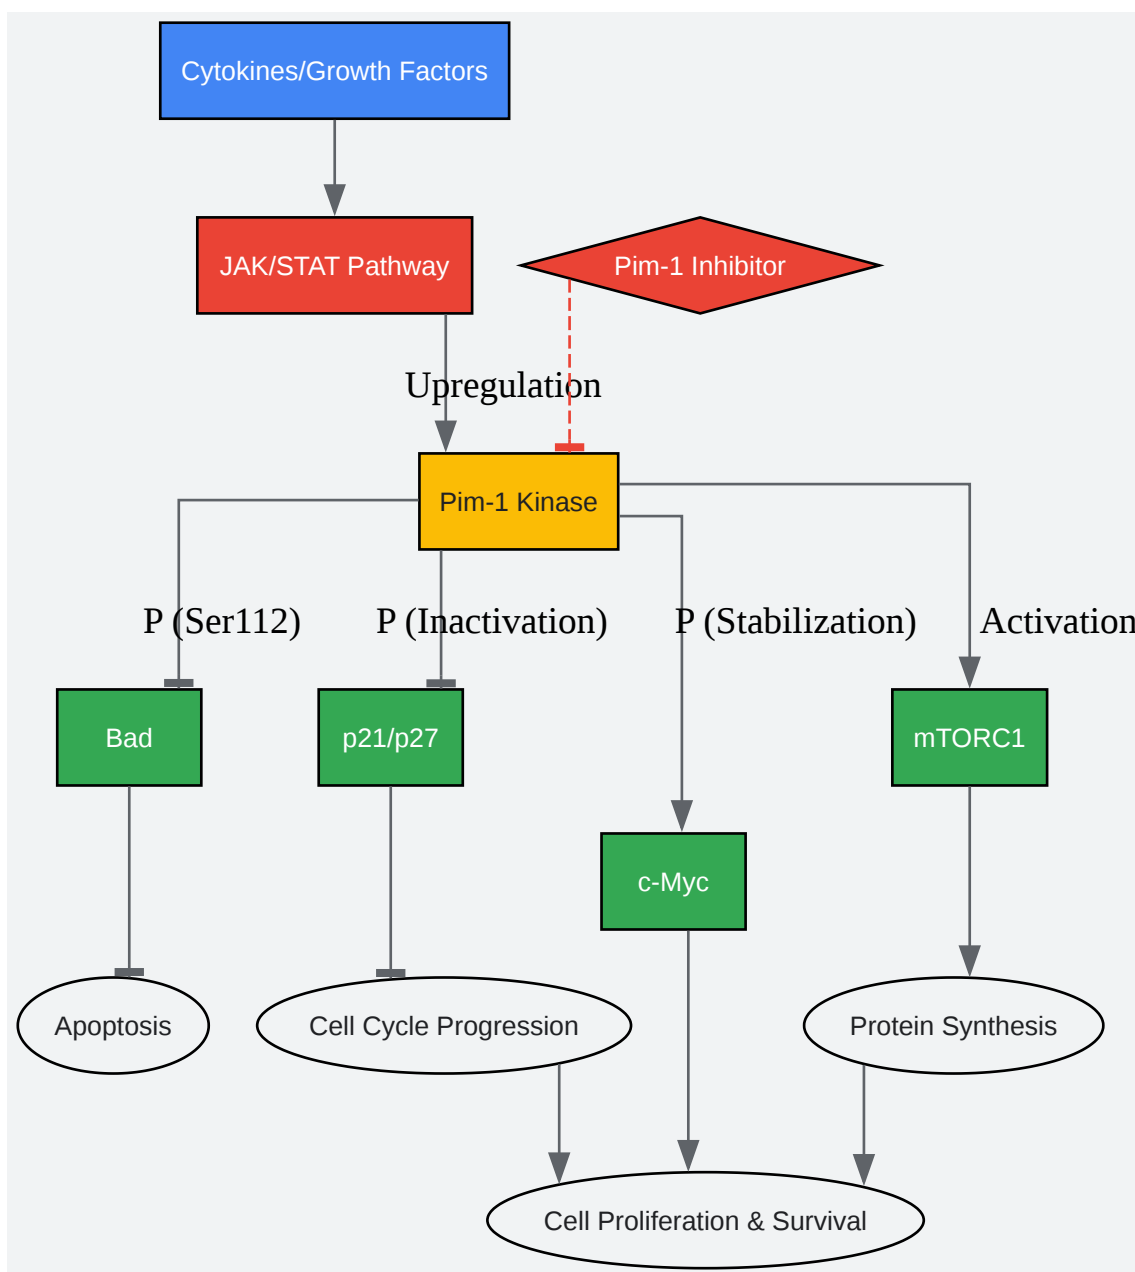 Cytokines/Growth Factors
JAK/STAT Pathway
Pim-1 Inhibitor
Upregulation
Pim-1 Kinase
P (Ser112)
P (Inactivation)
P (Stabilization)
Activation
Bad
p21/p27
mTORC1
c-Myc
Apoptosis
Cell Cycle Progression
Protein Synthesis
Cell Proliferation & Survival